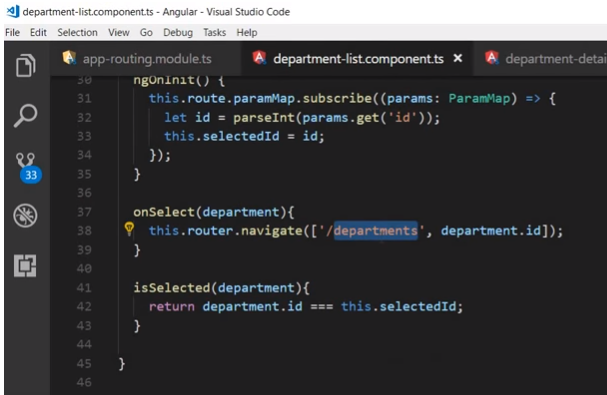 department-list.component.ts - Angular - Visual Studio Code
File Edit Selection View Go Debug Tasks Help
app-routing.module.ts department-list.component.ts × department-detai
30 ngOnInit() {
31 this.route.paramMap.subscribe((params: ParamMap) => {
32 let id = parseInt(params.get('id'));
33 this.selectedId = id;
34 });
35 }
36
37 onSelect(department){
38 this.router.navigate(['/departments', department.id]);
39 }
40
41 isSelected(department){
42 return department.id === this.selectedId;
43 }
44
45 }
46
33